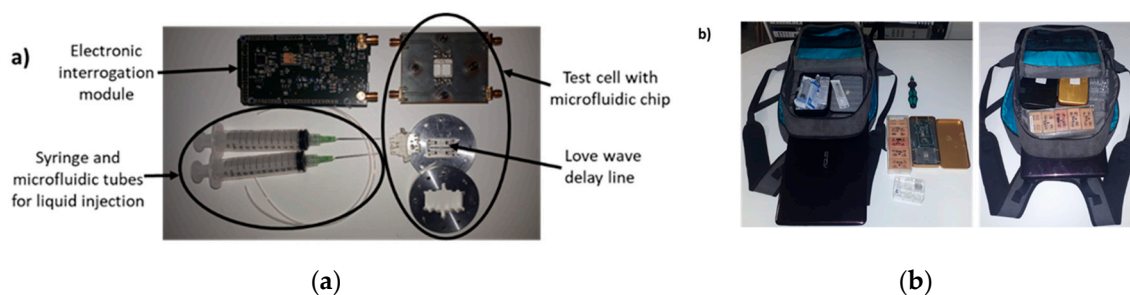 a)
Electronic
interrogation
module
Syringe and
microfluidic tubes
for liquid injection
Test cell with
microfluidic chip
Love wave
delay line
(a)
b)
(b)